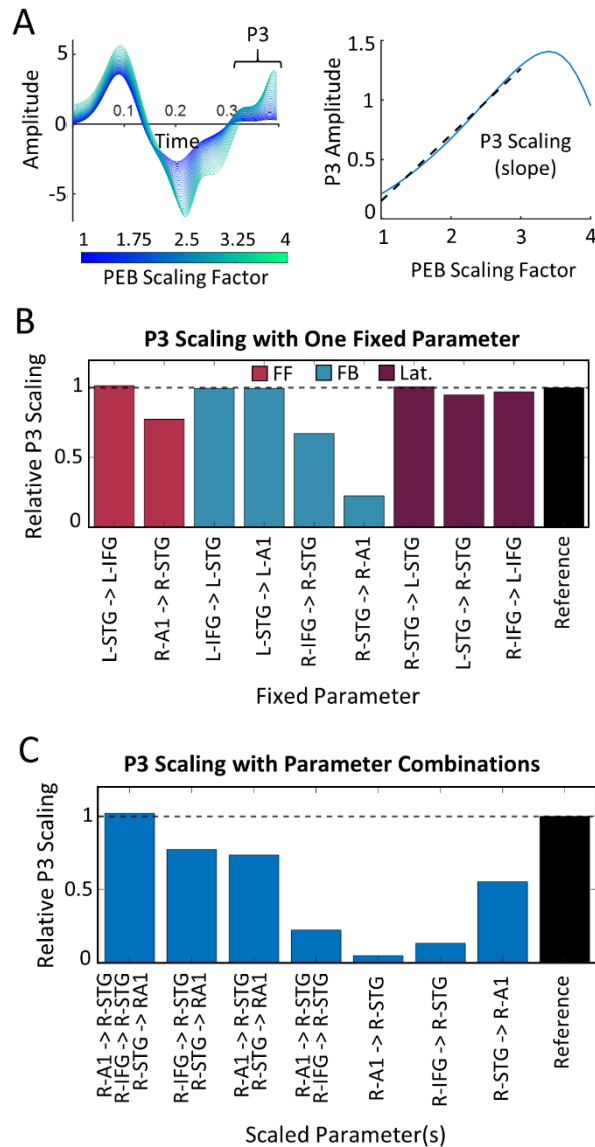 A
P3
5
0
-5
Amplitude
0.1
0.2
0.3
Time
1
1.75
2.5
3.25
4
PEB Scaling Factor
1.5
1
0.5
0
P3 Amplitude
P3 Scaling
(slope)
1
2
3
4
PEB Scaling Factor
B
P3 Scaling with One Fixed Parameter
FF
FB
Lat.
1
0.5
0
Relative P3 Scaling
L-STG -> L-IFG
R-A1 -> R-STG
L-IFG -> L-STG
L-STG -> L-A1
R-IFG -> R-STG
R-STG -> R-A1
R-STG -> L-STG
L-STG -> R-STG
R-IFG -> L-IFG
Reference
Fixed Parameter
C
P3 Scaling with Parameter Combinations
1
0.5
0
Relative P3 Scaling
R-A1 -> R-STG
R-IFG -> R-STG
R-STG -> RA1
R-IFG -> R-STG
R-STG -> RA1
R-A1 -> R-STG
R-STG -> RA1
R-A1 -> R-STG
R-IFG -> R-STG
R-A1 -> R-STG
R-IFG -> R-STG
R-STG -> R-A1
Reference
Scaled Parameter(s)